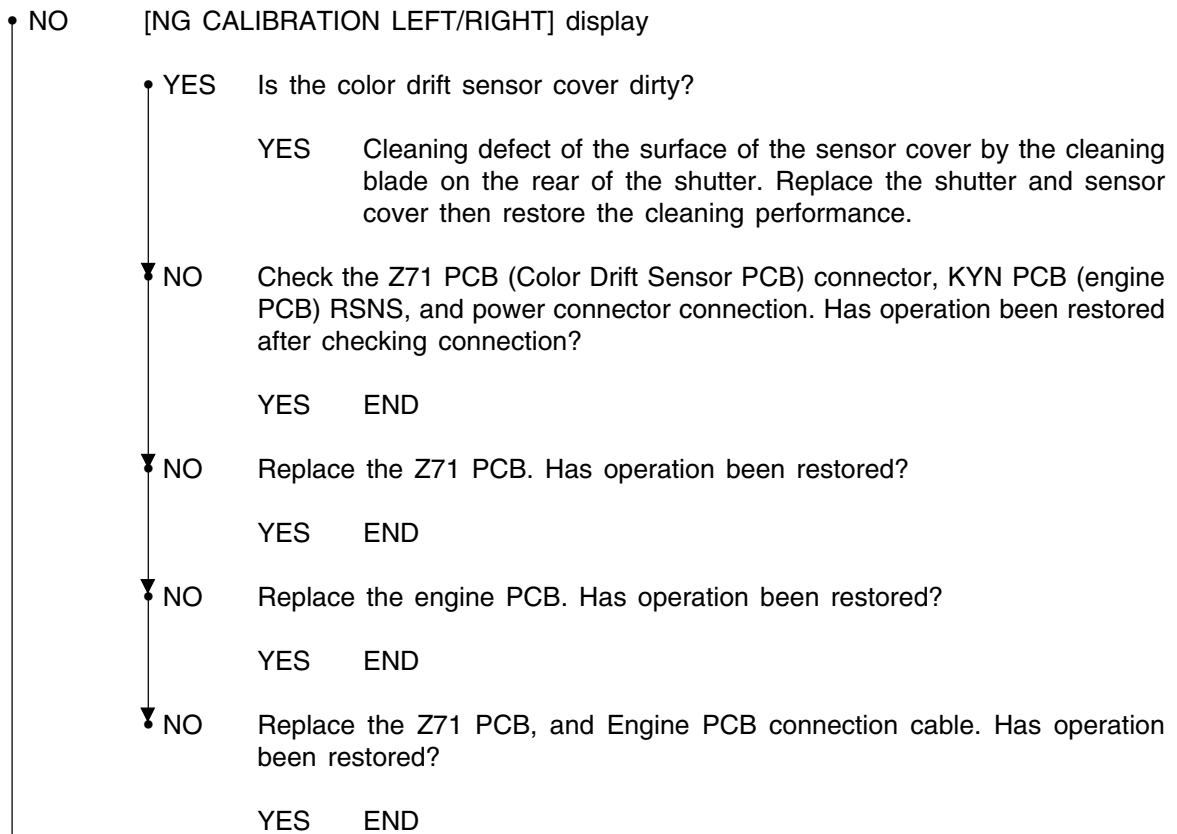 NO [NG CALIBRATION LEFT/RIGHT] display
YES Is the color drift sensor cover dirty?
YES Cleaning defect of the surface of the sensor cover by the cleaning
blade on the rear of the shutter. Replace the shutter and sensor
cover then restore the cleaning performance.
NO Check the Z71 PCB (Color Drift Sensor PCB) connector, KYN PCB (engine
PCB) RSNS, and power connector connection. Has operation been restored
after checking connection?
YES END
NO Replace the Z71 PCB. Has operation been restored?
YES END
NO Replace the engine PCB. Has operation been restored?
YES END
NO Replace the Z71 PCB, and Engine PCB connection cable. Has operation
been restored?
YES END